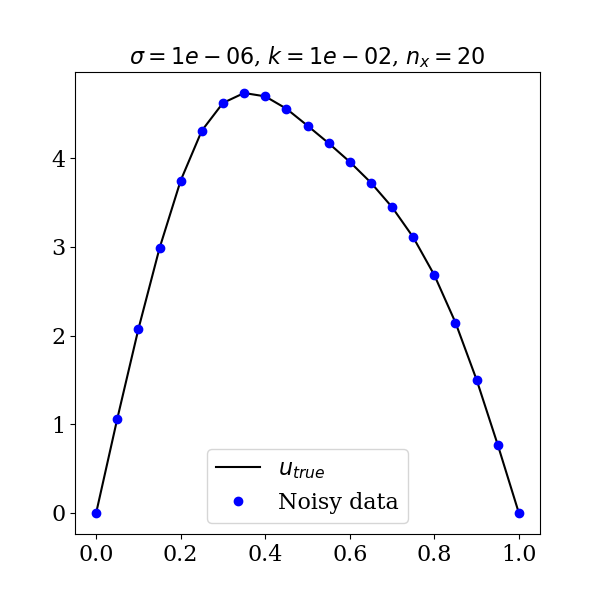 σ = 1e − 06, k = 1e − 02, nₓ = 20
4
3
2
1
0
u_true
Noisy data
0.0 0.2 0.4 0.6 0.8 1.0